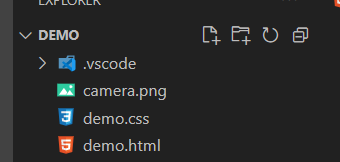 EXPLORER
DEMO
.vscode
camera.png
demo.css
demo.html